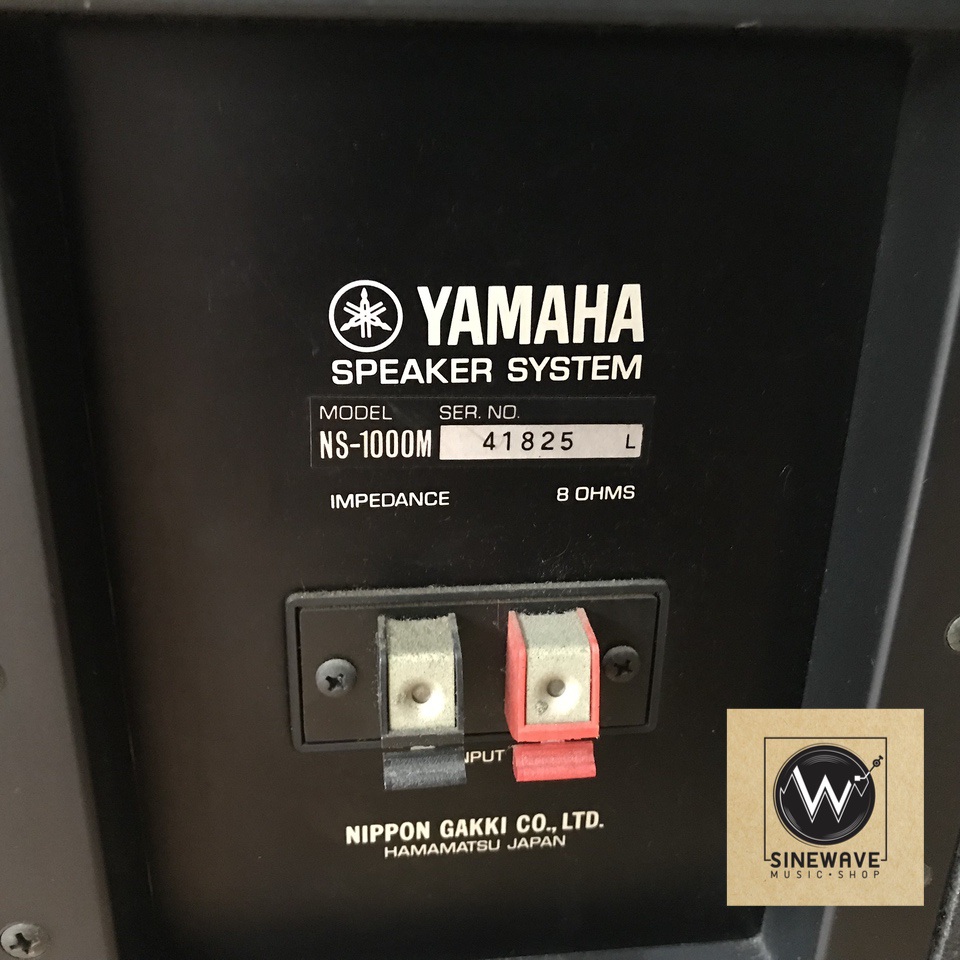 YAMAHA
SPEAKER SYSTEM
MODEL SER. NO.
NS-1000M 41825 L
IMPEDANCE 8 OHMS
NIPPON GAKKI CO., LTD.
HAMAMATSU JAPAN
W
SINEWAVE
MUSIC•SHOP